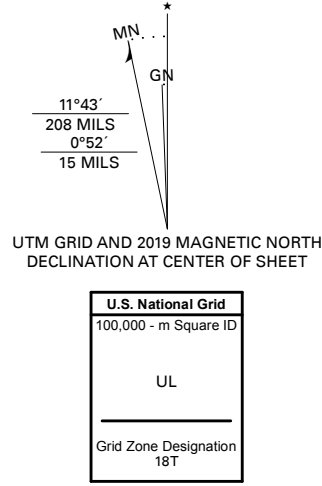 ★
MN
GN
11°43´
208 MILS
0°52´
15 MILS
UTM GRID AND 2019 MAGNETIC NORTH
DECLINATION AT CENTER OF SHEET
U.S. National Grid
100,000 - m Square ID
UL
Grid Zone Designation
18T